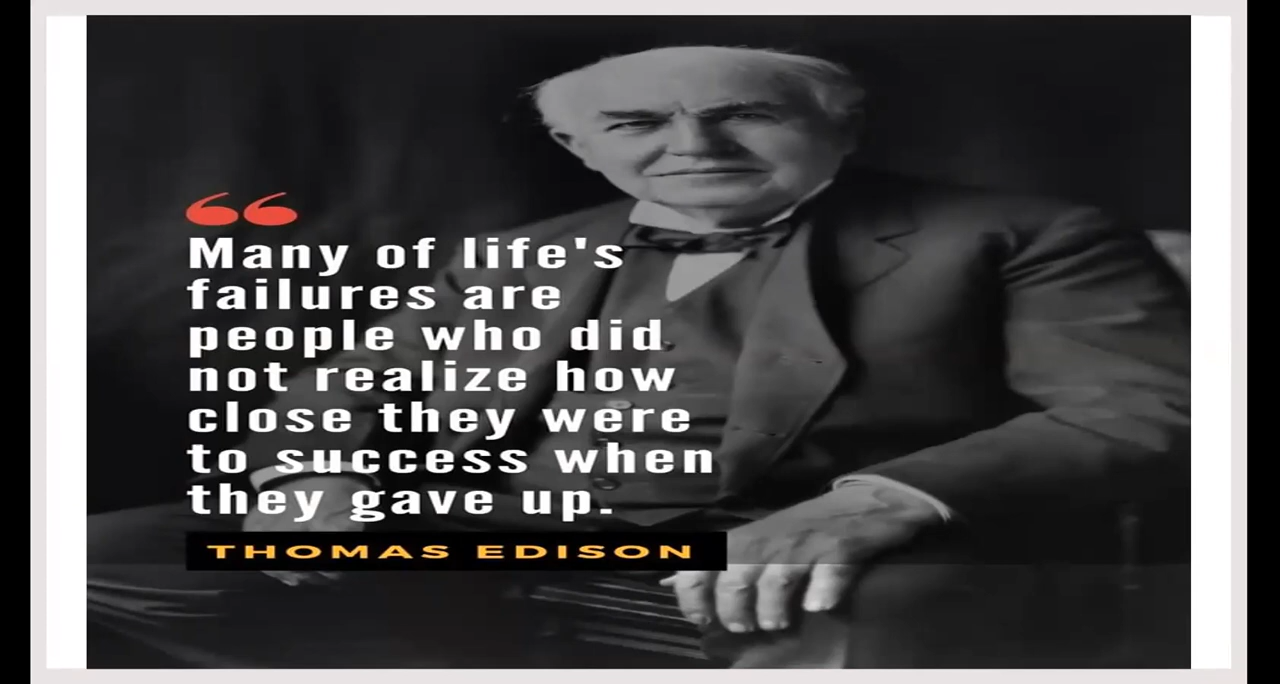 Many of life's
failures are
people who did
not realize how
close they were
to success when
they gave up.
THOMAS EDISON